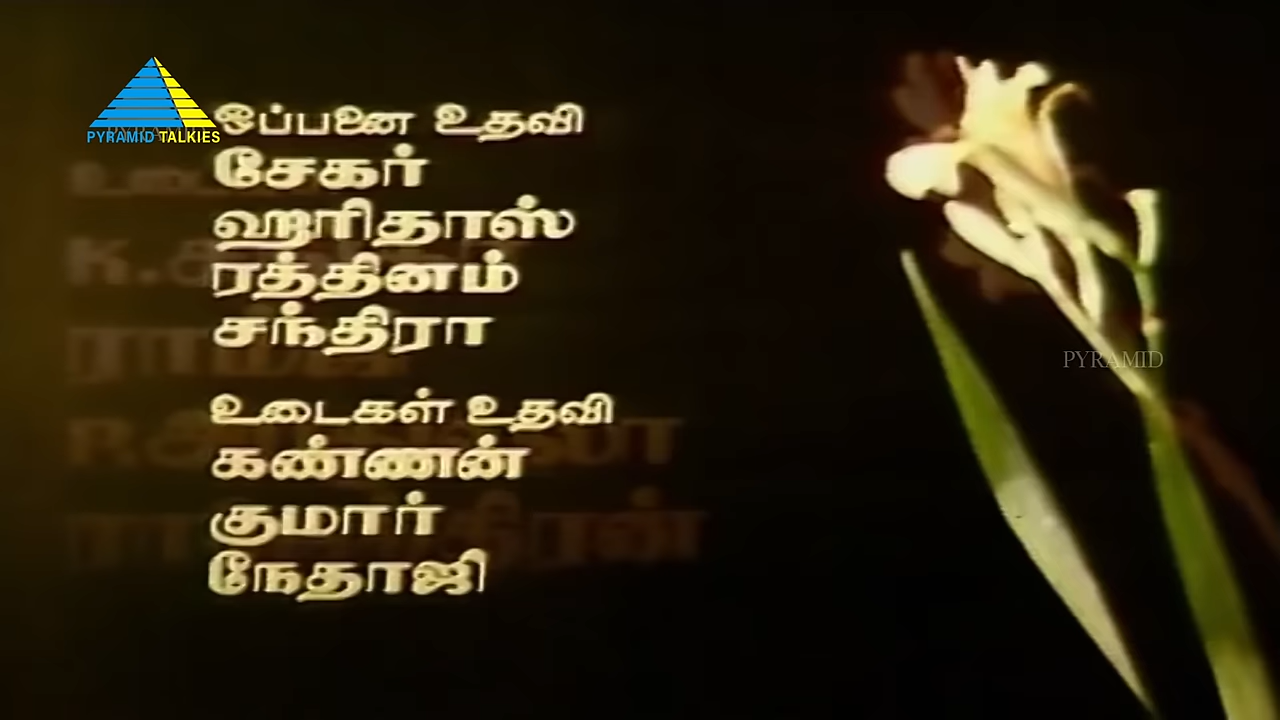 PYRAMID TALKIES
ஒப்பனை உதவி
சேகர்
ஹரிதாஸ்
ரத்தினம்
சந்திரா
PYRAMID
உடைகள் உதவி
கண்ணன்
குமார்
நேதாஜி